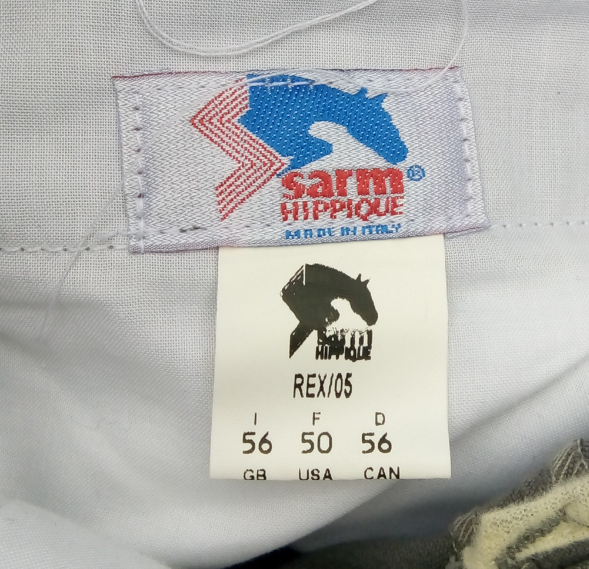 sarm®
HIPPIQUE
MADE IN ITALY
sarm
HIPPIQUE
REX/05
I F D
56 50 56
GB USA CAN